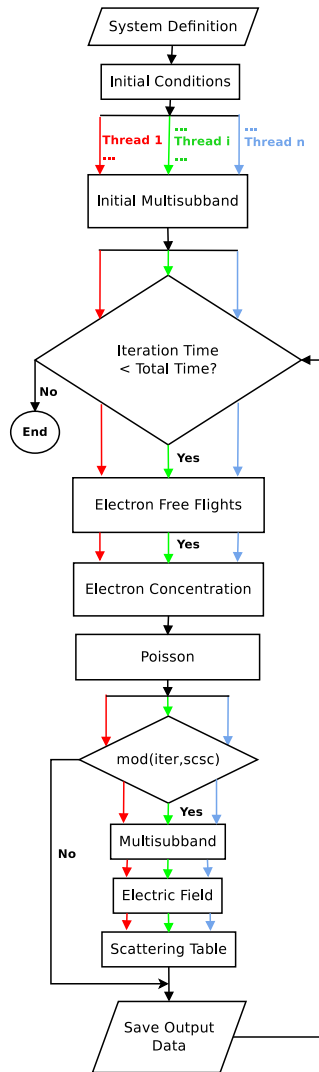 System Definition
Initial Conditions
... ... ...
Thread 1 Thread i Thread n
... ...
Initial Multisubband
Iteration Time
< Total Time?
No
End
Yes
Electron Free Flights
Yes
Electron Concentration
Poisson
mod(iter,scsc)
Yes
Multisubband
No
Electric Field
Scattering Table
Save Output
Data